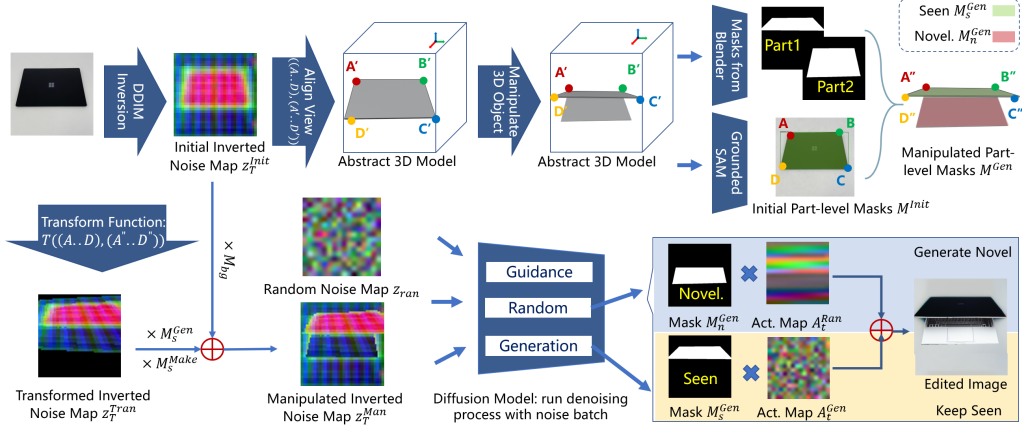 DDIM
Inversion
Initial Inverted
Noise Map z_T^{Init}
Align View
((A..D),(A'..D'))
A'
B'
C'
D'
Abstract 3D Model
Manipulate
3D Object
A'
B'
C'
D
Abstract 3D Model
Masks from
Blender
Part1
Part2
Grounded
SAM
A
B
C
D
Initial Part-level Masks M^{Init}
Seen M_s^{Gen}
Novel. M_n^{Gen}
A"
B"
C"
D"
Manipulated Part-
level Masks M^{Gen}
Transform Function:
T((A..D),(A"..D"))
× M_{bg}
Transformed Inverted
Noise Map z_T^{Tran}
× M_s^{Gen}
× M_s^{Make}
Random Noise Map z_{ran}
Manipulated Inverted
Noise Map z_T^{Man}
Guidance
Random
Generation
Diffusion Model: run denoising
process with noise batch
Generate Novel
Novel.
Mask M_n^{Gen}
Act. Map A_t^{Ran}
Seen
Mask M_s^{Gen}
Act. Map A_t^{Gen}
Edited Image
Keep Seen